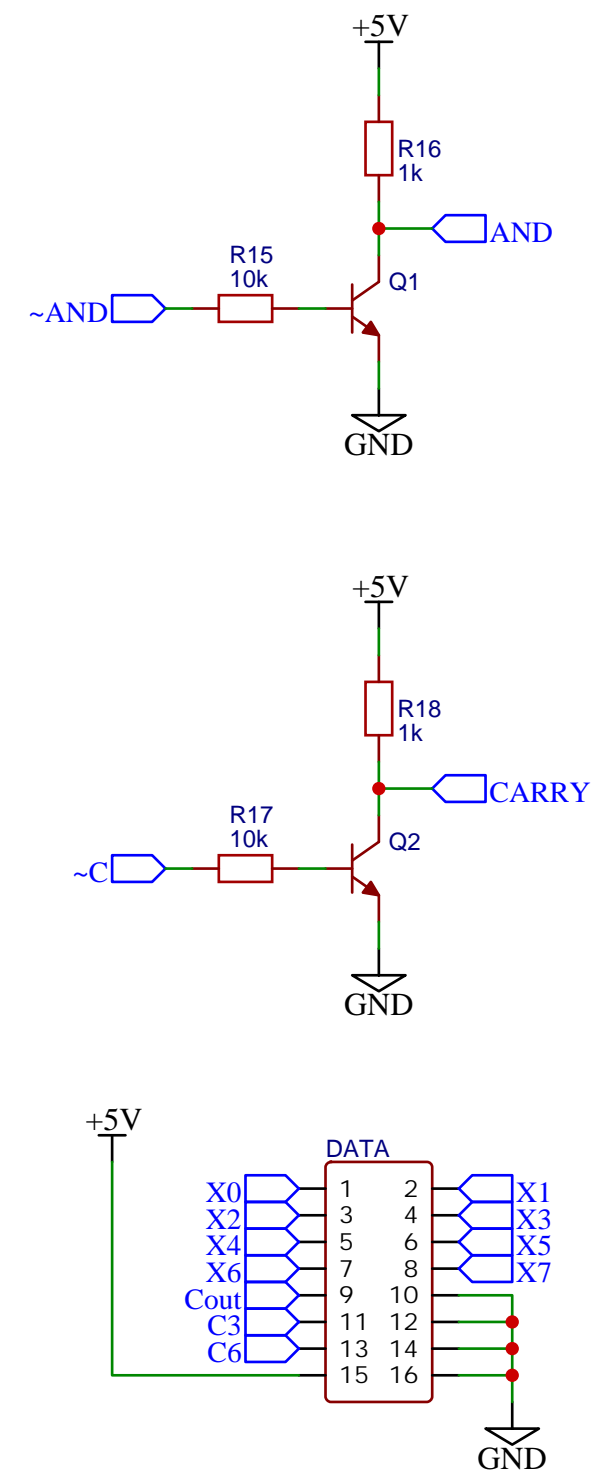 +5V
R16
1k
AND
R15
10k
Q1
~AND
GND
+5V
R18
1k
CARRY
R17
10k
Q2
~C
GND
+5V
DATA
X0 1 2 X1
X2 3 4 X3
X4 5 6 X5
X6 7 8 X7
Cout 9 10
C3 11 12
C6 13 14
15 16
GND